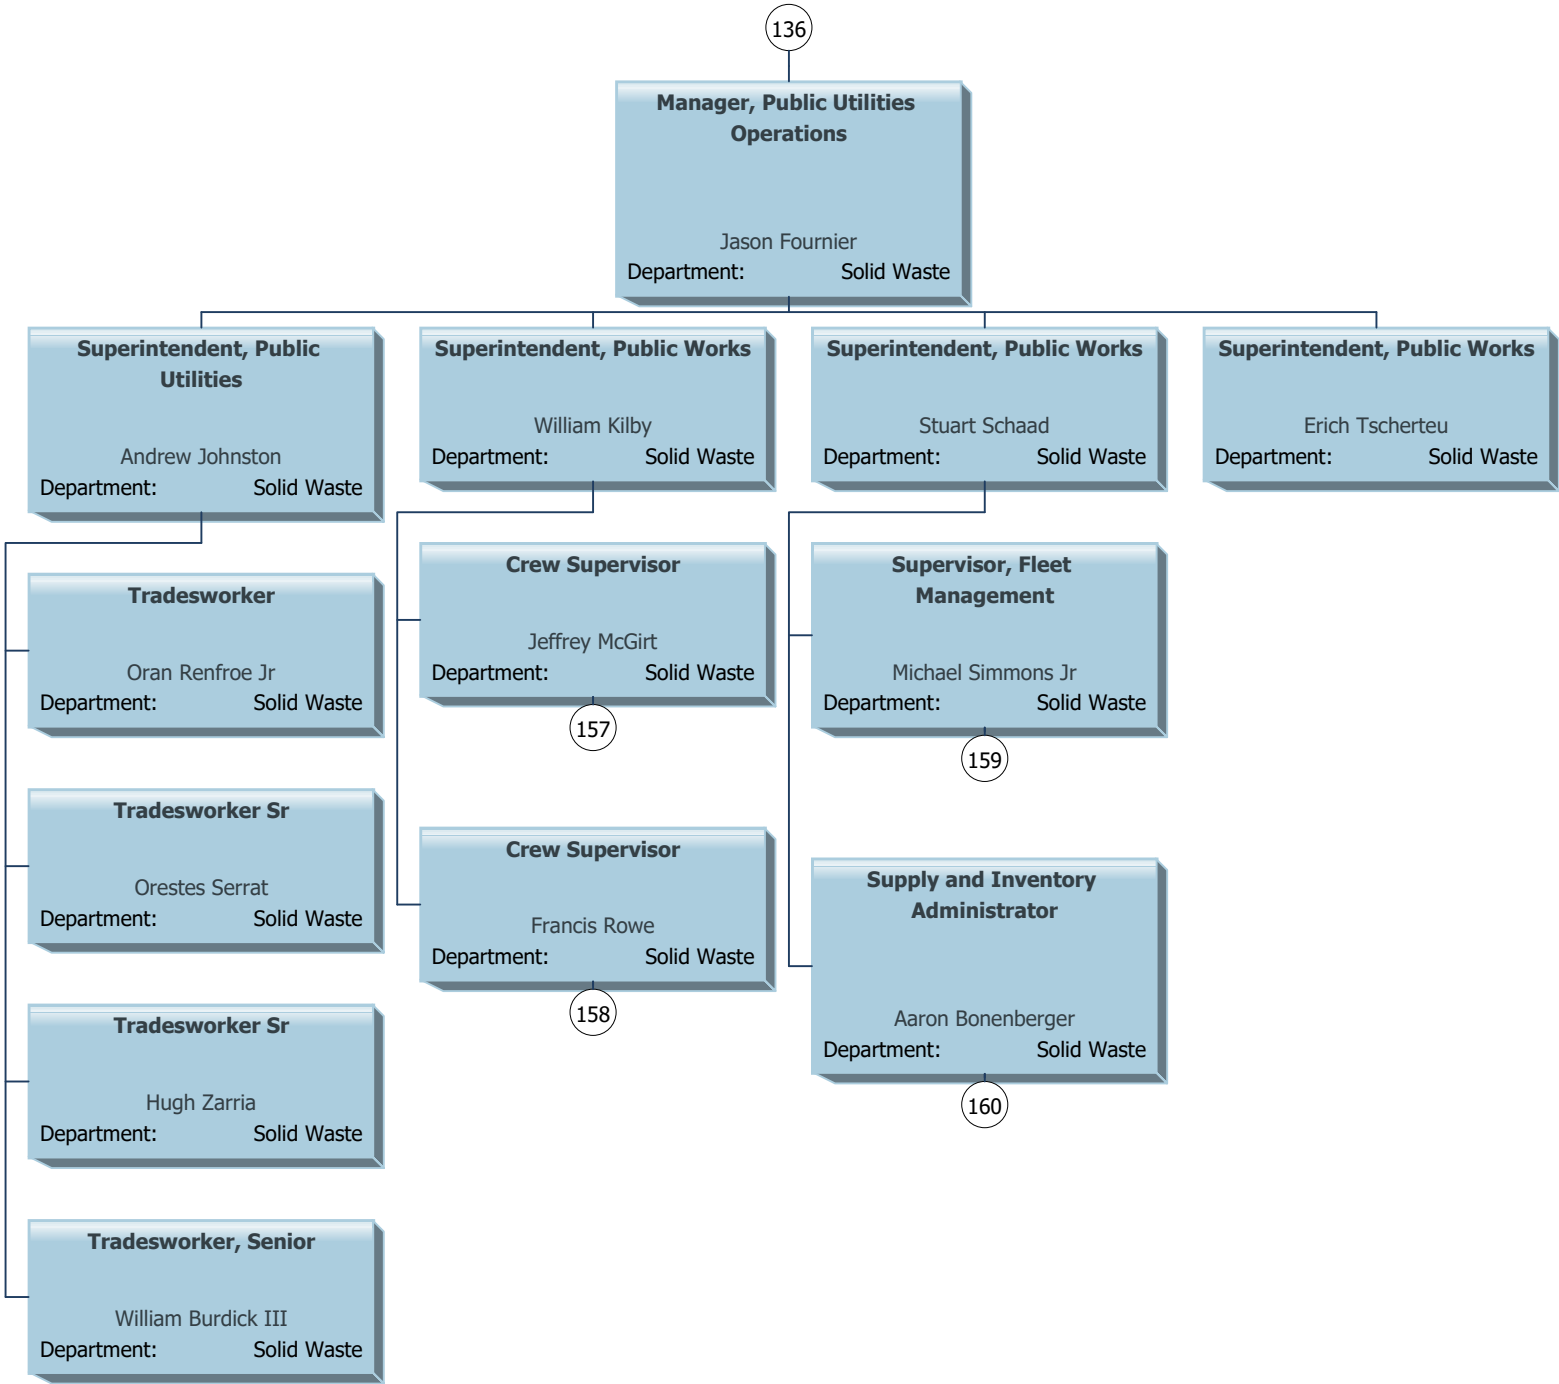 136
Manager, Public Utilities
Operations
Jason Fournier
Department: Solid Waste
Superintendent, Public
Utilities
Andrew Johnston
Department: Solid Waste
Superintendent, Public Works
William Kilby
Department: Solid Waste
Superintendent, Public Works
Stuart Schaad
Department: Solid Waste
Superintendent, Public Works
Erich Tscherteu
Department: Solid Waste
Tradesworker
Oran Renfroe Jr
Department: Solid Waste
Tradesworker Sr
Orestes Serrat
Department: Solid Waste
Tradesworker Sr
Hugh Zarria
Department: Solid Waste
Tradesworker, Senior
William Burdick III
Department: Solid Waste
Crew Supervisor
Jeffrey McGirt
Department: Solid Waste
157
Crew Supervisor
Francis Rowe
Department: Solid Waste
158
Supervisor, Fleet
Management
Michael Simmons Jr
Department: Solid Waste
159
Supply and Inventory
Administrator
Aaron Bonenberger
Department: Solid Waste
160